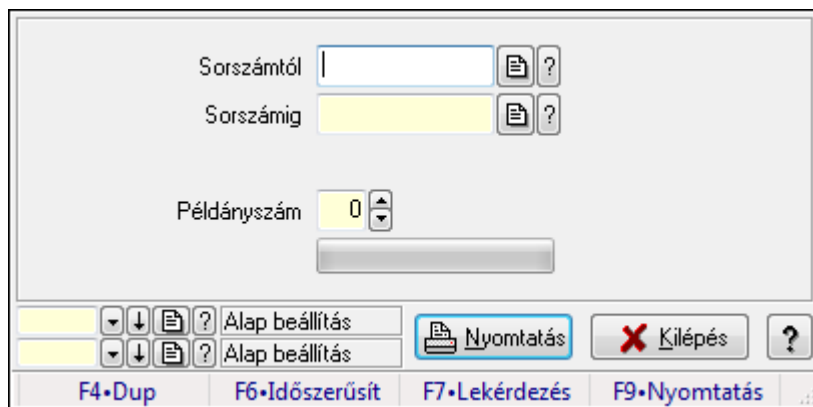 Sorszámtól ?
Sorszámig ?
Példányszám 0
? Alap beállítás
? Alap beállítás
Nyomtatás Kilépés ?
F4•Dup F6•Időszerűsít F7•Lekérdezés F9•Nyomtatás